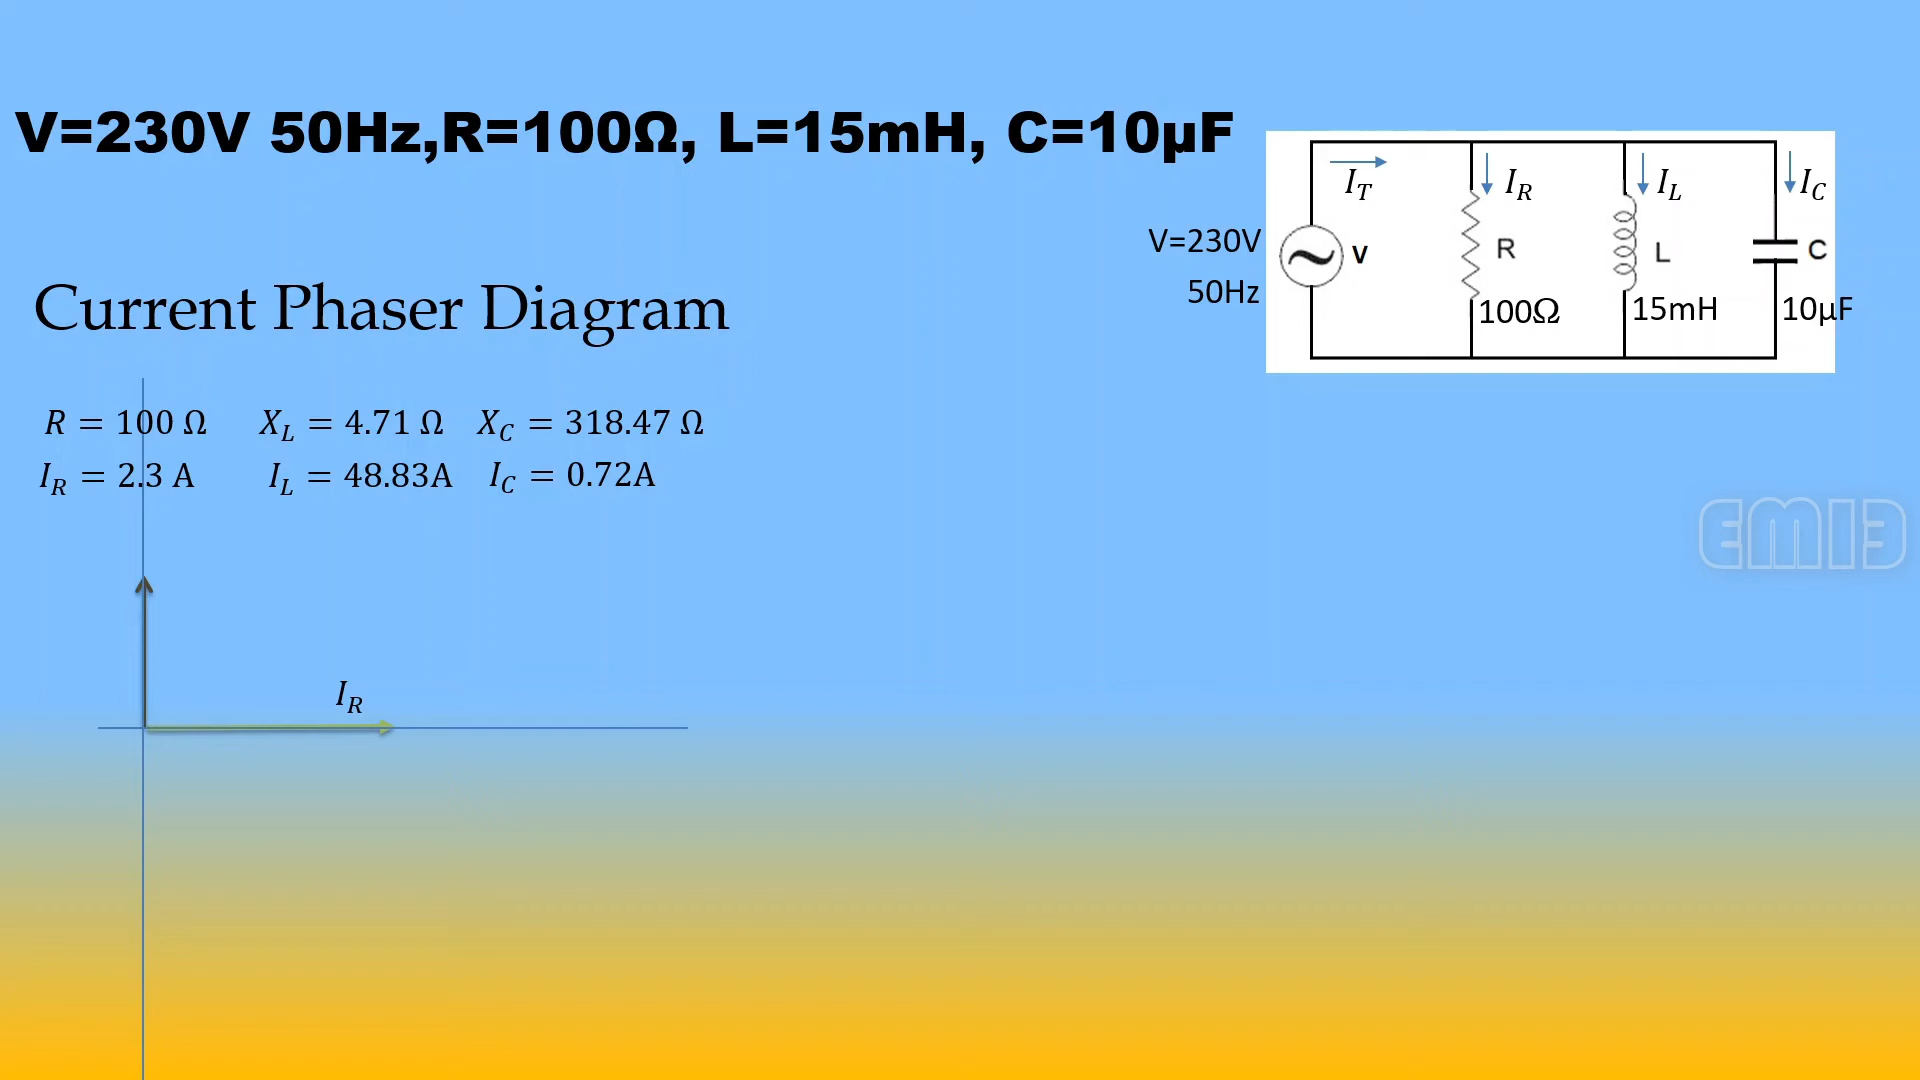 V=230V 50Hz,R=100Ω, L=15mH, C=10µF
I_T I_R I_L I_C
V=230V
50Hz
V R L C
100Ω 15mH 10µF
Current Phaser Diagram
R = 100 Ω X_L = 4.71 Ω X_C = 318.47 Ω
I_R = 2.3 A I_L = 48.83A I_C = 0.72A
I_R